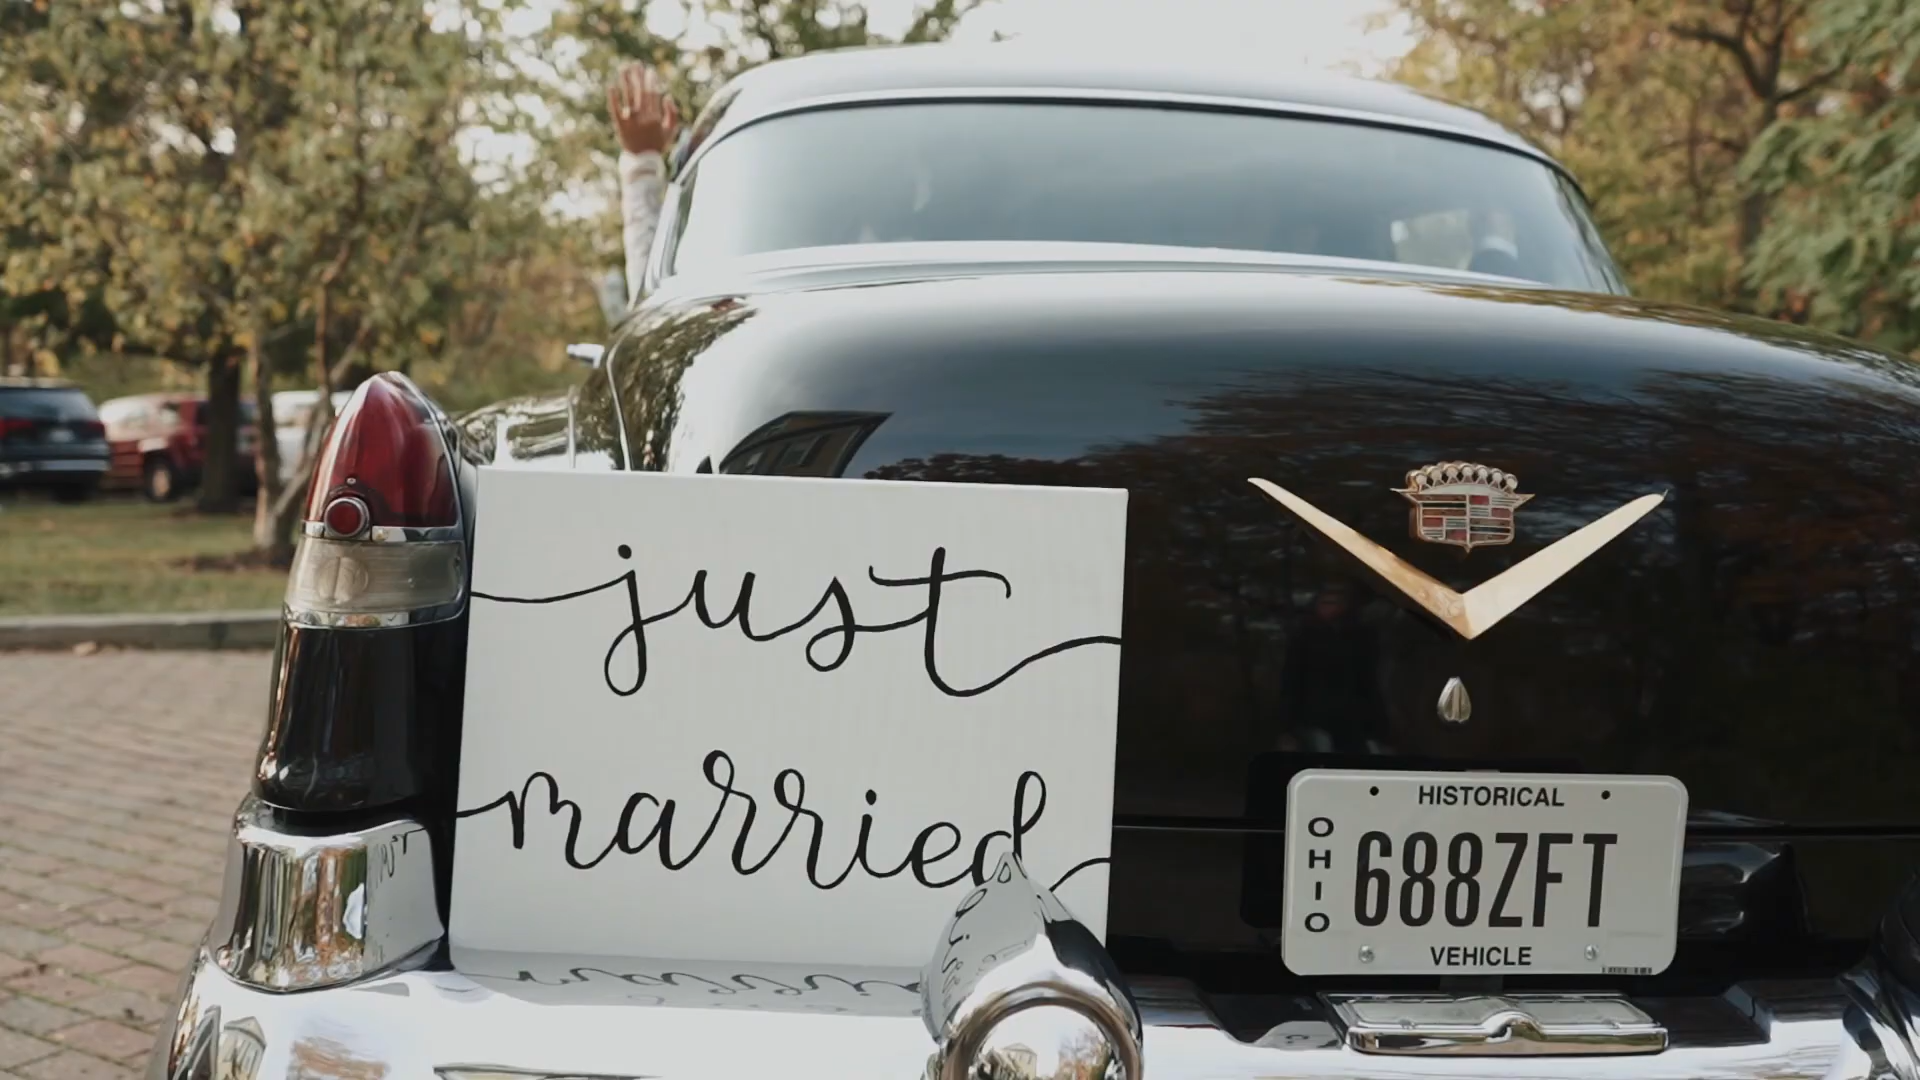 just
married
HISTORICAL
OHIO
688ZFT
VEHICLE